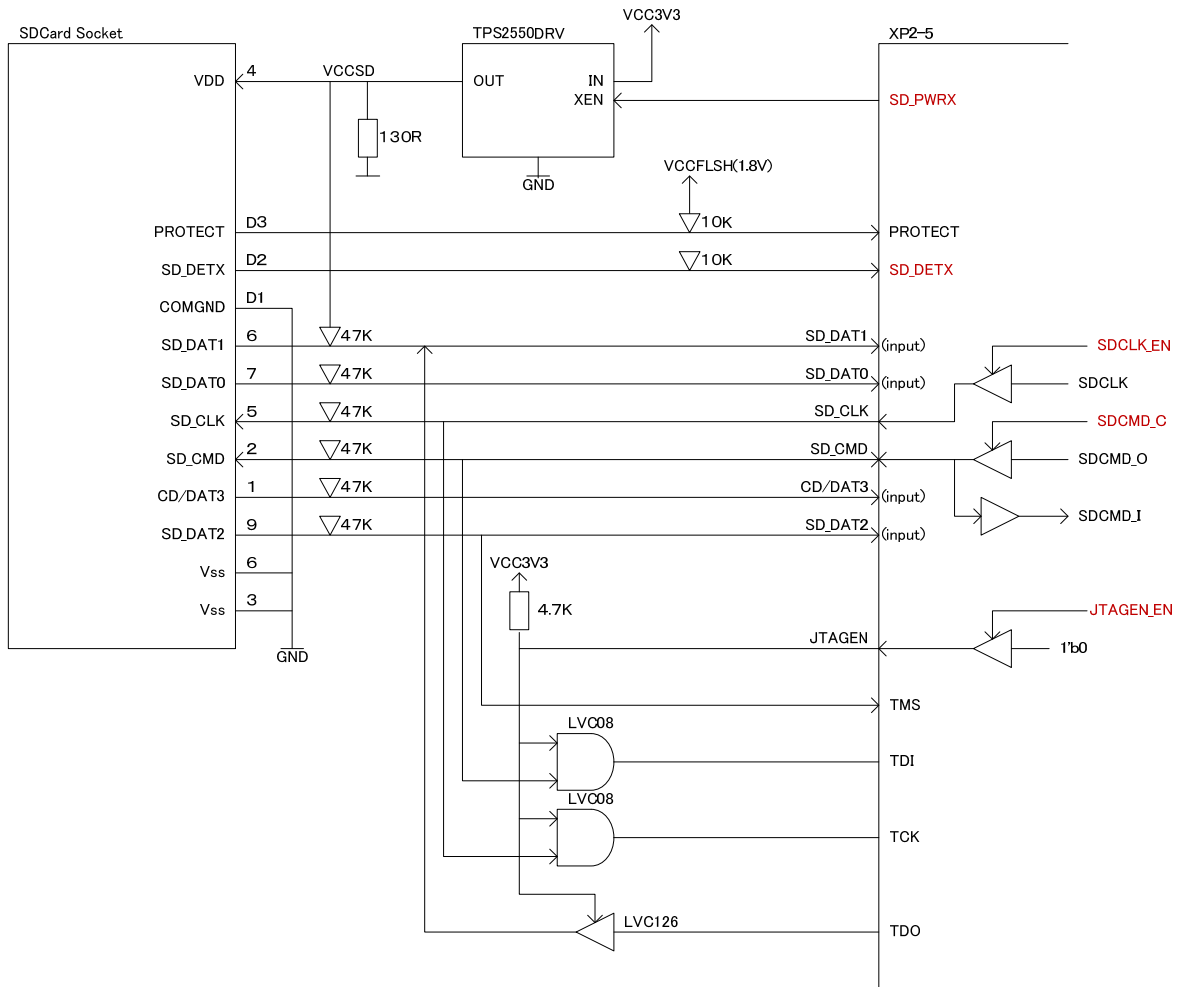 VCC3V3
SDCard Socket
TPS2550DRV
XP2-5
VDD
4
VCCSD
OUT
IN
XEN
SD_PWRX
130R
GND
VCCFLSH(1.8V)
PROTECT
D3
10K
PROTECT
SD_DETX
D2
10K
SD_DETX
COMGND
D1
SD_DAT1
6
47K
SD_DAT1
(input)
SDCLK_EN
SD_DAT0
7
47K
SD_DAT0
(input)
SDCLK
SD_CLK
5
47K
SD_CLK
SDCMD_C
SD_CMD
2
47K
SD_CMD
SDCMD_O
CD/DAT3
1
47K
CD/DAT3
(input)
SDCMD_I
SD_DAT2
9
47K
SD_DAT2
(input)
Vss
6
VCC3V3
Vss
3
4.7K
JTAGEN_EN
GND
JTAGEN
1'b0
TMS
LVC08
TDI
LVC08
TCK
LVC126
TDO